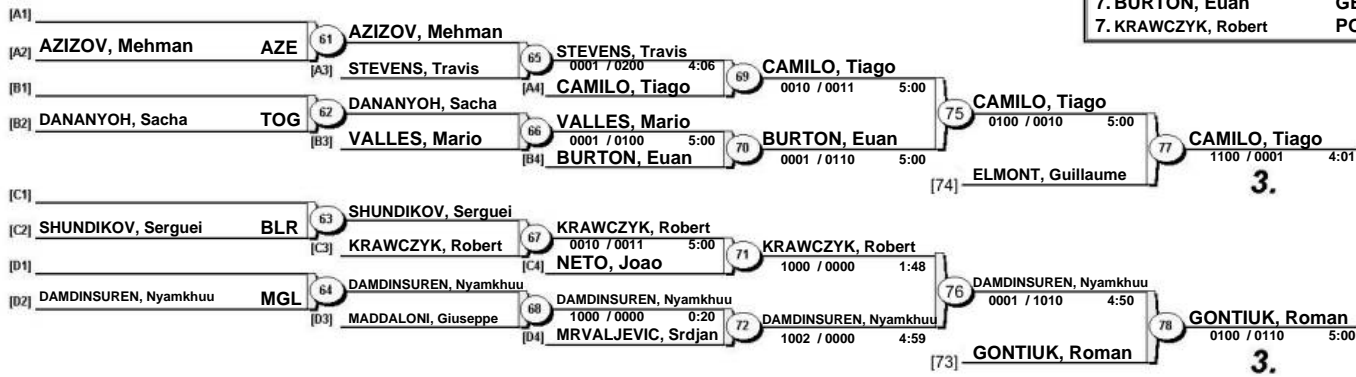 7. BURTON, Euan
7. KRAWCZYK, Robert
[A1]
[A2] AZIZOV, Mehman AZE
61
AZIZOV, Mehman
[A3] STEVENS, Travis
65
STEVENS, Travis
0001 / 0200 4:06
[A4] CAMILO, Tiago
69
CAMILO, Tiago
0010 / 0011 5:00
[B1]
[B2] DANANYOH, Sacha TOG
62
DANANYOH, Sacha
[B3] VALLES, Mario
66
VALLES, Mario
0001 / 0100 5:00
[B4] BURTON, Euan
70
BURTON, Euan
0001 / 0110 5:00
75
CAMILO, Tiago
0100 / 0010 5:00
[74] ELMONT, Guillaume
77
CAMILO, Tiago
1100 / 0001 4:01
3.
[C1]
[C2] SHUNDIKOV, Serguei BLR
63
SHUNDIKOV, Serguei
[C3] KRAWCZYK, Robert
67
KRAWCZYK, Robert
0010 / 0011 5:00
[C4] NETO, Joao
71
KRAWCZYK, Robert
1000 / 0000 1:48
[D1]
[D2] DAMDINSUREN, Nyamkhuu MGL
64
DAMDINSUREN, Nyamkhuu
[D3] MADDALONI, Giuseppe
68
DAMDINSUREN, Nyamkhuu
1000 / 0000 0:20
[D4] MRVALJEVIC, Srdjan
72
DAMDINSUREN, Nyamkhuu
1002 / 0000 4:59
76
DAMDINSUREN, Nyamkhuu
0001 / 1010 4:50
[73] GONTIUK, Roman
78
GONTIUK, Roman
0100 / 0110 5:00
3.